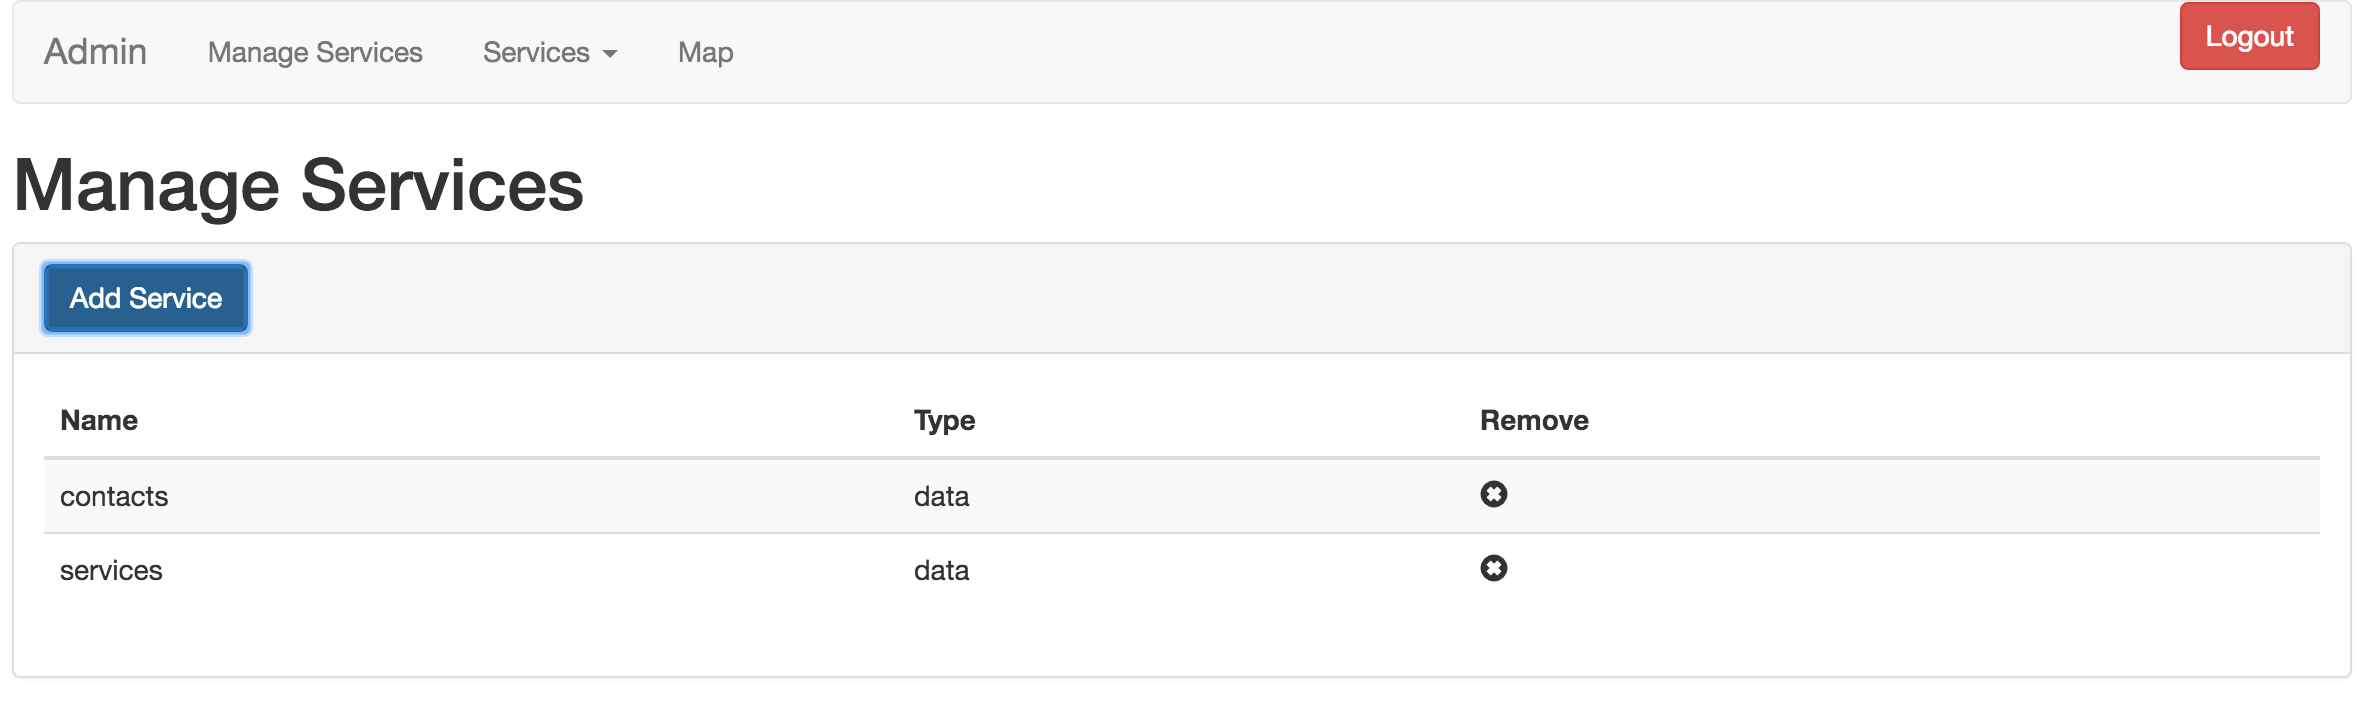 Admin Manage Services Services Map Logout
Manage Services
Add Service
Name Type Remove
contacts data
services data